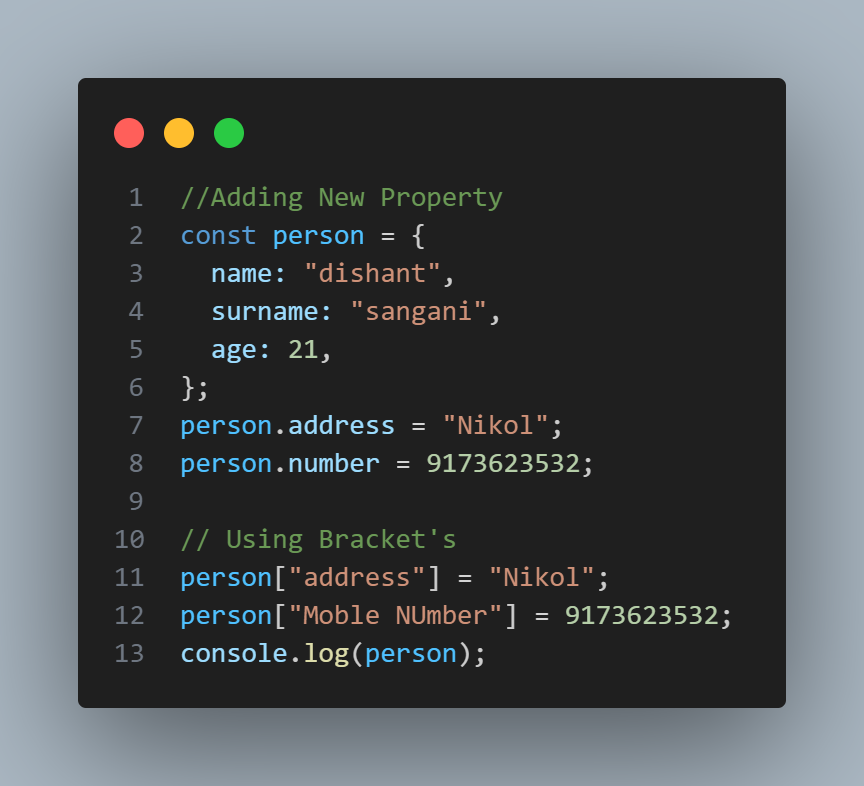 1 //Adding New Property
2 const person = {
3   name: "dishant",
4   surname: "sangani",
5   age: 21,
6 };
7 person.address = "Nikol";
8 person.number = 9173623532;
9
10 // Using Bracket's
11 person["address"] = "Nikol";
12 person["Moble NUmber"] = 9173623532;
13 console.log(person);